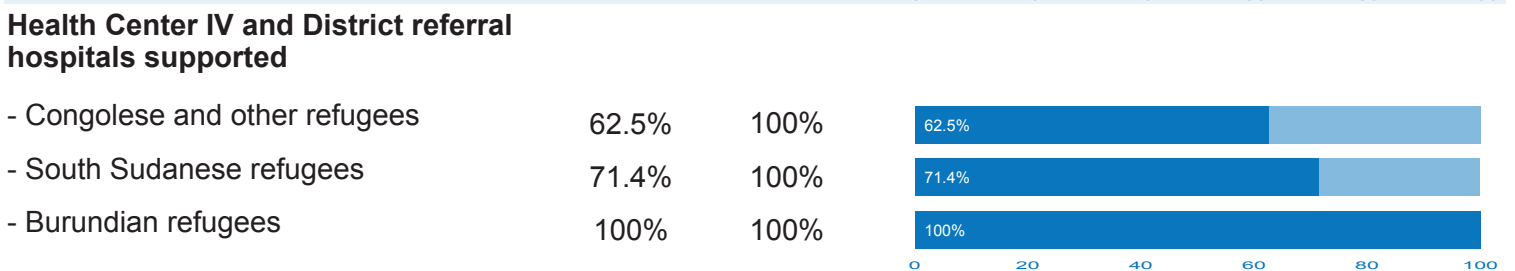 Health Center IV and District referral
hospitals supported
- Congolese and other refugees 62.5% 100% 62.5%
- South Sudanese refugees 71.4% 100% 71.4%
- Burundian refugees 100% 100% 100%
0 20 40 60 80 100